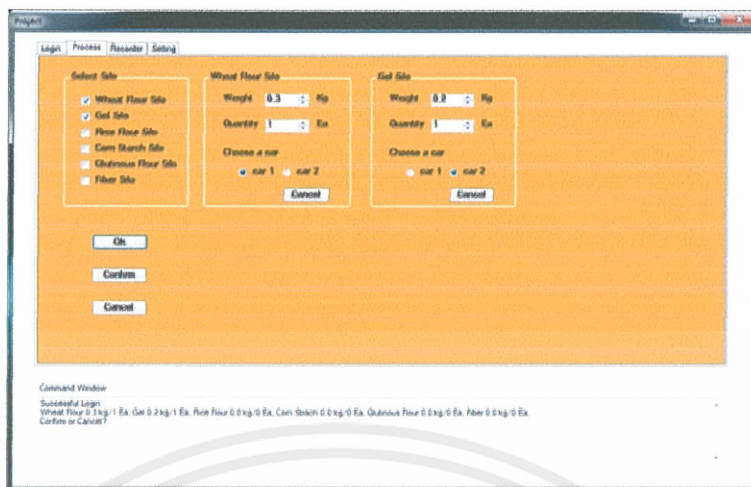 Project
Login Process Recorder Setting
Select Silo
Wheat Flour Silo
Gel Silo
Rice Flour Silo
Corn Starch Silo
Glutinous Flour Silo
Fiber Silo
Wheat Flour Silo
Weight 0.3 Kg
Quantity 1 Ea
Choose a car
car 1 car 2
Cancel
Gel Silo
Weight 0.2 Kg
Quantity 1 Ea
Choose a car
car 1 car 2
Cancel
Ok
Confirm
Cancel
Command Window
Successful Login
Wheat Flour 0.3 kg/1 Ea, Gel 0.2 kg/1 Ea, Rice Flour 0.0 kg/0 Ea, Corn Strach 0.0 kg/0 Ea, Glutinous Flour 0.0 kg/0 Ea, Fiber 0.0 kg/0 Ea.
Confirm or Cancel ?